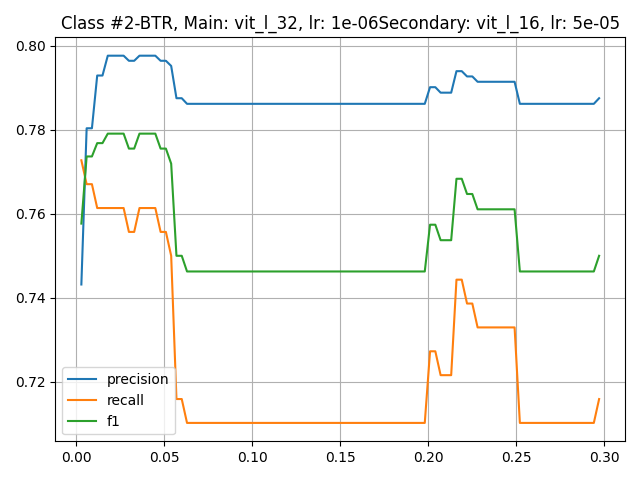 Class #2-BTR, Main: vit_l_32, lr: 1e-06Secondary: vit_l_16, lr: 5e-05
0.80
0.78
0.76
0.74
0.72
precision
recall
f1
0.00 0.05 0.10 0.15 0.20 0.25 0.30